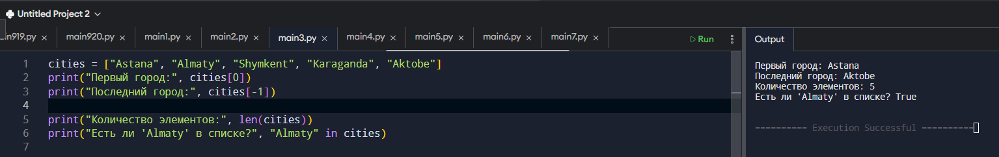 Untitled Project 2
in919.py × main920.py × main1.py × main2.py × main3.py × main4.py × main5.py × main6.py × main7.py × Run Output
1 cities = ["Astana", "Almaty", "Shymkent", "Karaganda", "Aktobe"]
2 print("Первый город:", cities[0])
3 print("Последний город:", cities[-1])
4
5 print("Количество элементов:", len(cities))
6 print("Есть ли 'Almaty' в списке?", "Almaty" in cities)
7
Первый город: Astana
Последний город: Aktobe
Количество элементов: 5
Есть ли 'Almaty' в списке? True
========== Execution Successful ==========